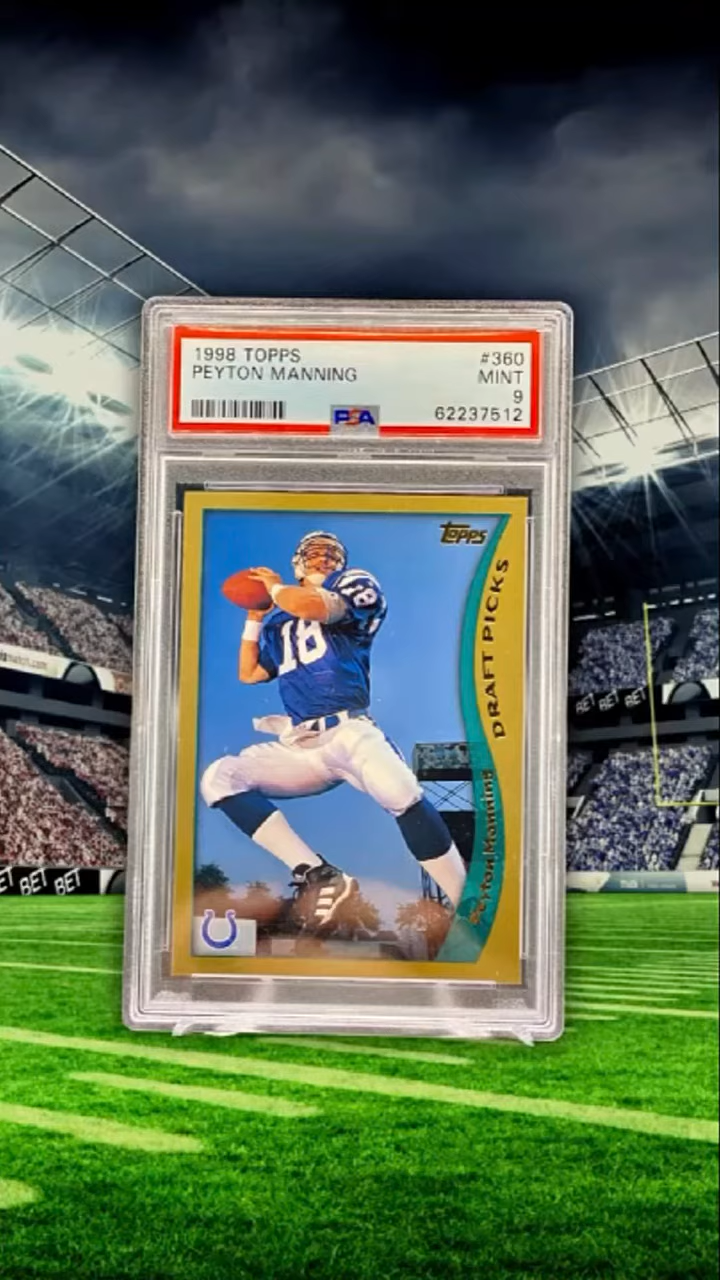 1998 TOPPS #360
PEYTON MANNING MINT
9
PSA 62237512
Topps
DRAFT PICKS
Peyton Manning
18
18
BET BET
BET BET BET